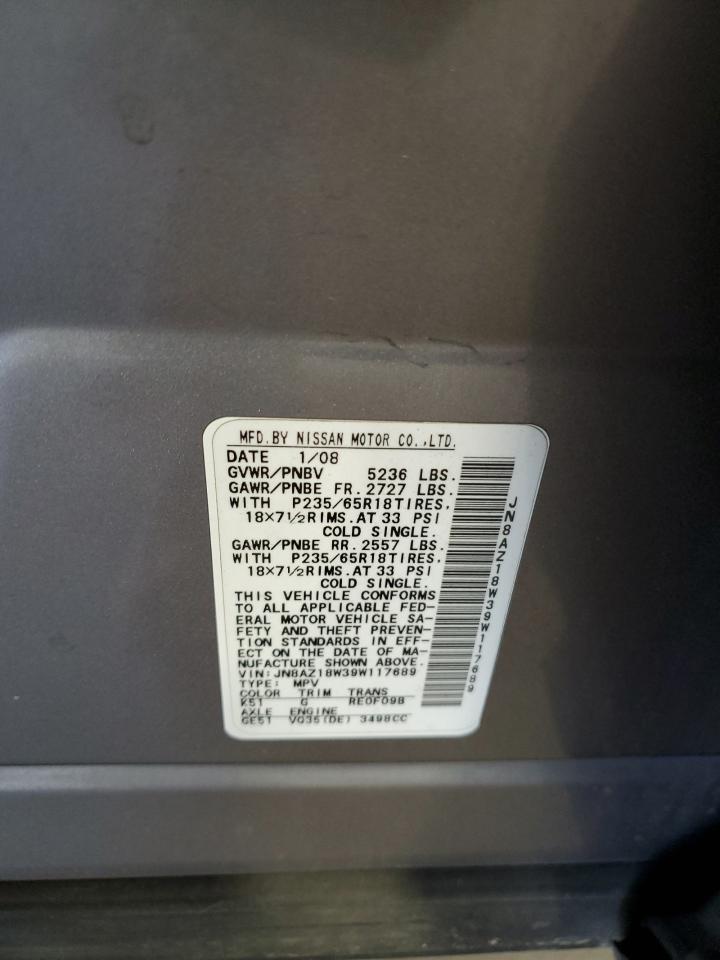 MFD.BY NISSAN MOTOR CO.,LTD.
DATE 1/08
GVWR/PNBV 5236 LBS.
GAWR/PNBE FR. 2727 LBS.
WITH P235/65R18TIRES.
18×7½RIMS.AT 33 PSI
COLD SINGLE.
GAWR/PNBE RR. 2557 LBS.
WITH P235/65R18TIRES.
18×7½RIMS.AT 33 PSI
COLD SINGLE.
THIS VEHICLE CONFORMS
TO ALL APPLICABLE FED-
ERAL MOTOR VEHICLE SA-
FETY AND THEFT PREVEN-
TION STANDARDS IN EFF-
ECT ON THE DATE OF MA-
NUFACTURE SHOWN ABOVE.
VIN:JN8AZ18W39W117689
TYPE: MPV
COLOR TRIM TRANS
K51 G RE0F09B
AXLE ENGINE
GE51 VQ35(DE) 3498CC
JN8AZ18W39W117689